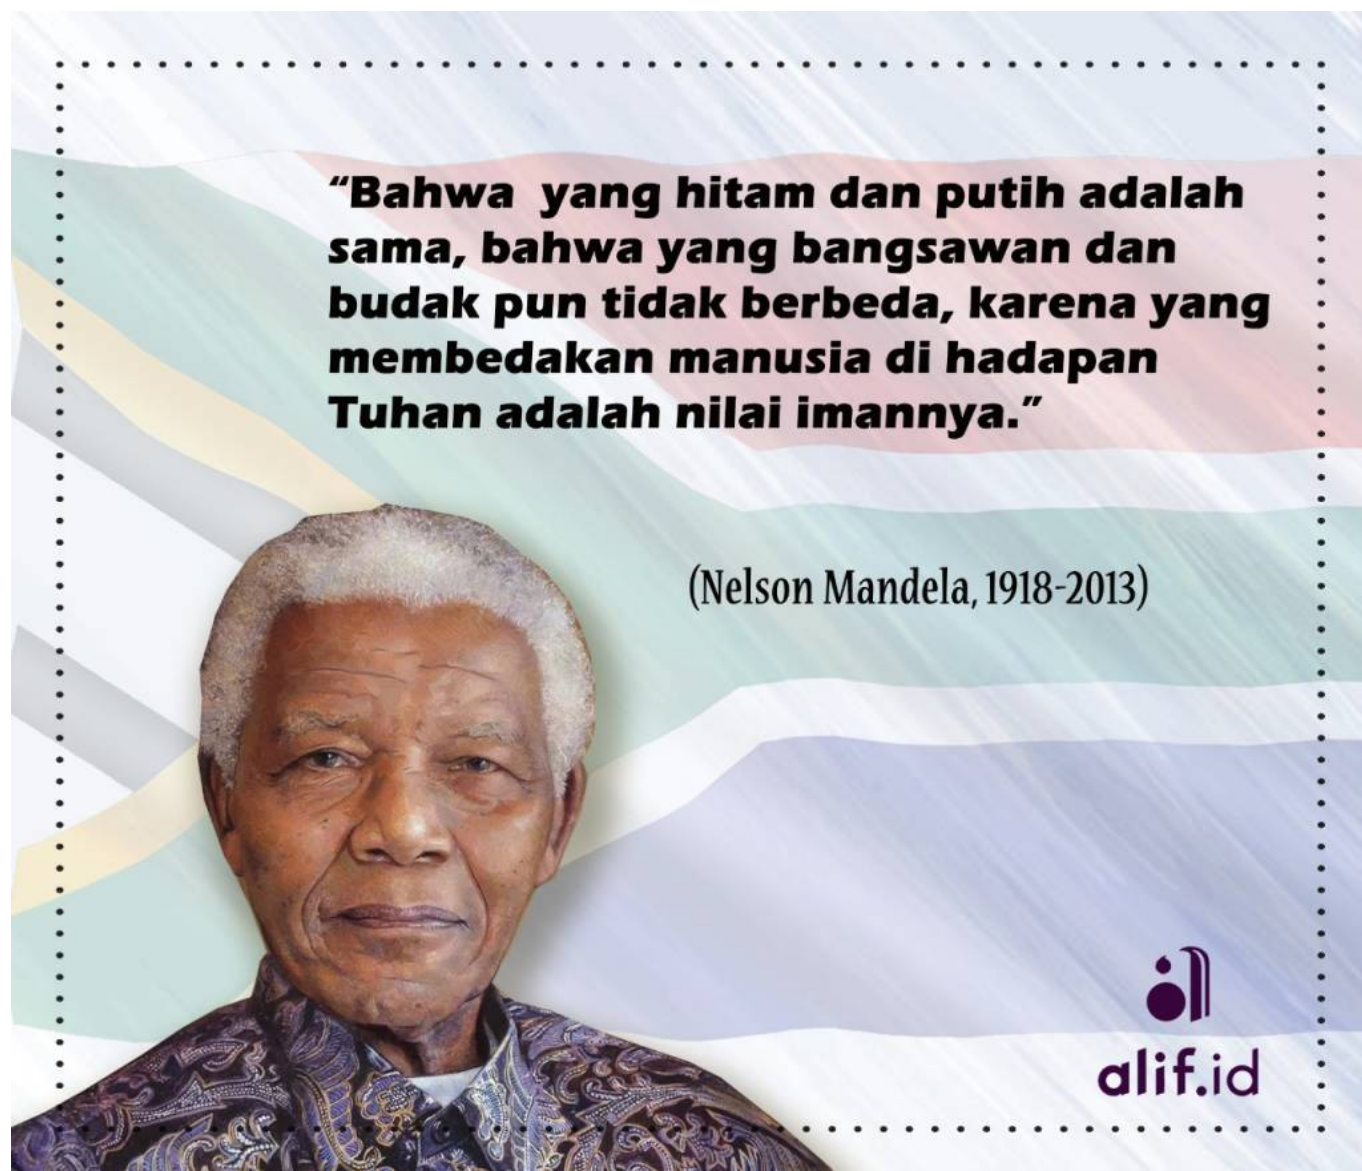 “Bahwa  yang hitam dan putih adalah
sama, bahwa yang bangsawan dan
budak pun tidak berbeda, karena yang
membedakan manusia di hadapan
Tuhan adalah nilai imannya.”
(Nelson Mandela, 1918-2013)
alif.id